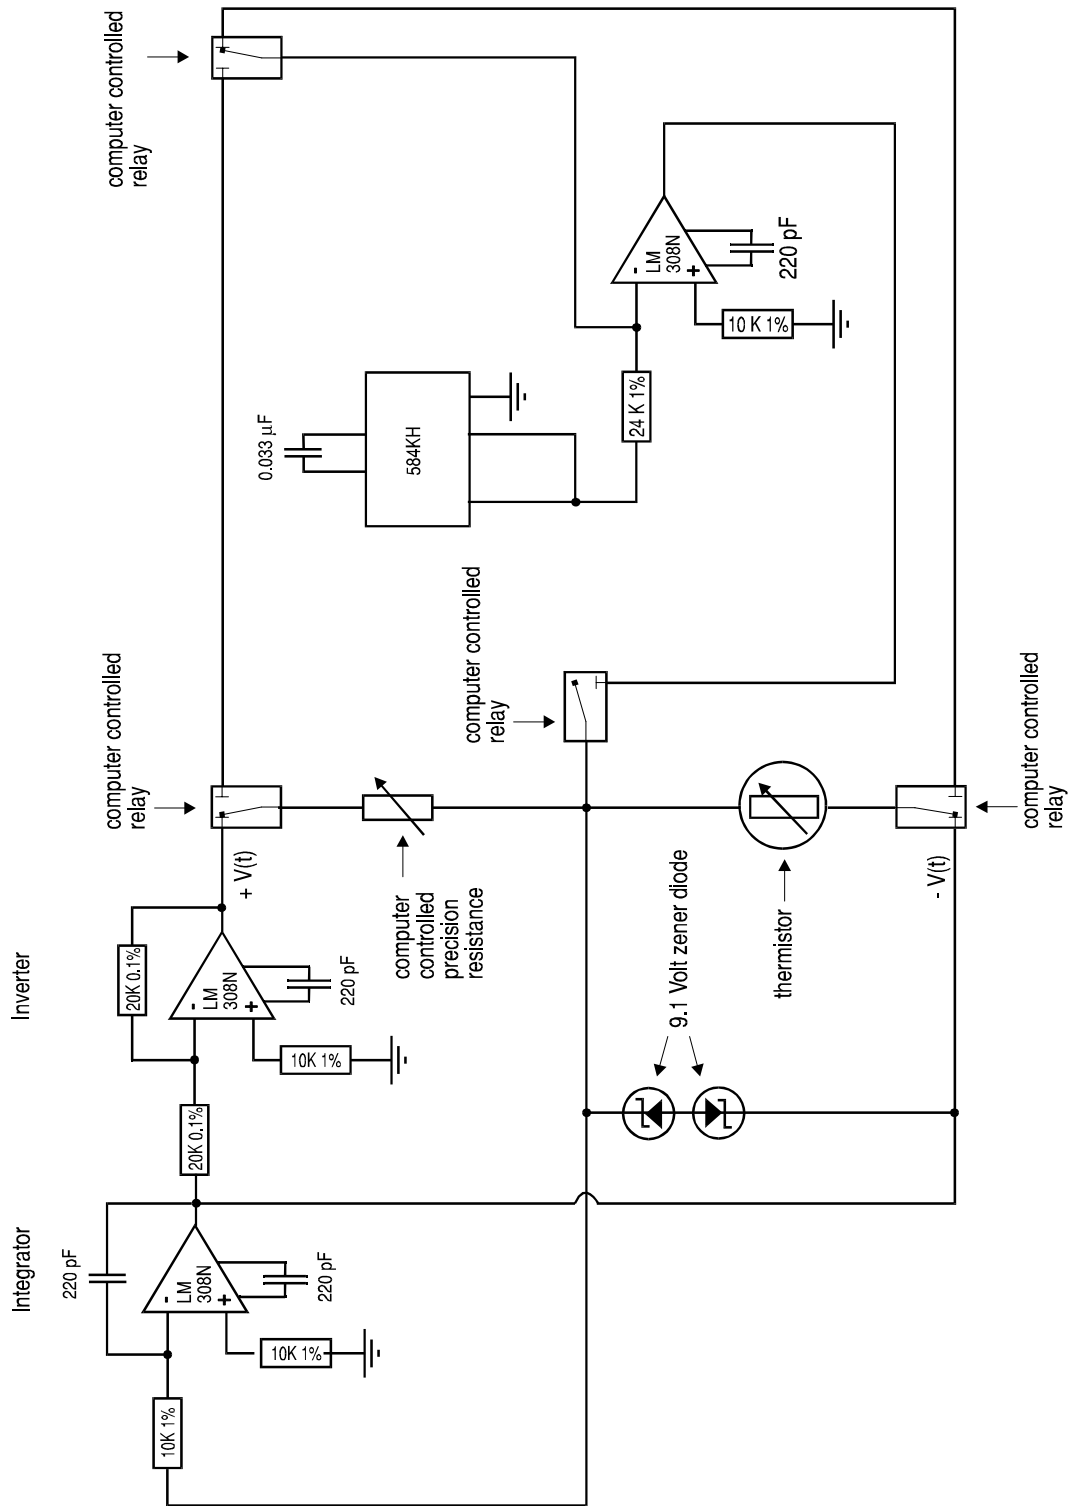 Integrator
Inverter
220 pF
10K 1%
-
LM
308N
+
220 pF
10K 1%
20K 0.1%
20K 0.1%
-
LM
308N
+
220 pF
10K 1%
+ V(t)
computer controlled
relay
computer
controlled
precision
resistance
9.1 Volt zener diode
thermistor
- V(t)
computer controlled
relay
computer controlled
relay
0.033 µF
584KH
24 K 1%
-
LM
308N
+
220 pF
10 K 1%
computer controlled
relay